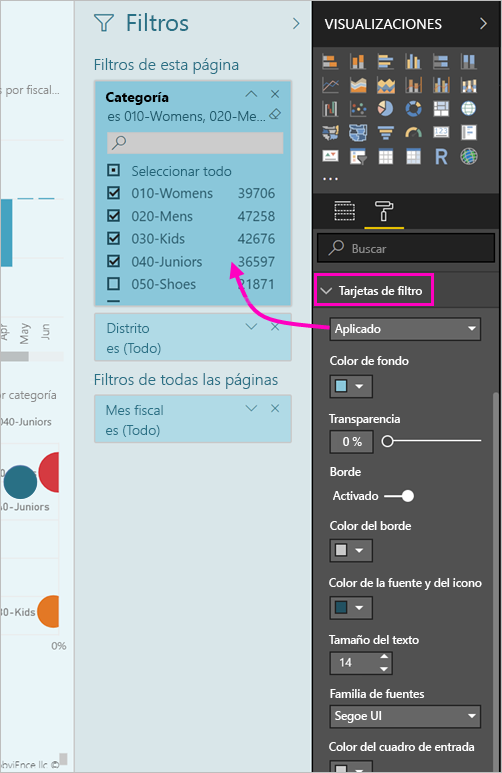 Filtros
VISUALIZACIONES
Filtros de esta página
Categoría
es 010-Womens, 020-Me...
Seleccionar todo
010-Womens 39706
020-Mens 47258
030-Kids 42676
040-Juniors 36597
050-Shoes 21871
Distrito
es (Todo)
Filtros de todas las páginas
Mes fiscal
es (Todo)
R
...
Buscar
Tarjetas de filtro
Aplicado
Color de fondo
Transparencia
0 %
Borde
Activado
Color del borde
Color de la fuente y del icono
Tamaño del texto
14
Familia de fuentes
Segoe UI
Color del cuadro de entrada
s por fiscal...
Apr
May
Jun
or categoría
040-Juniors
0-Juniors
30-Kids
0%
obviEnce llc ©